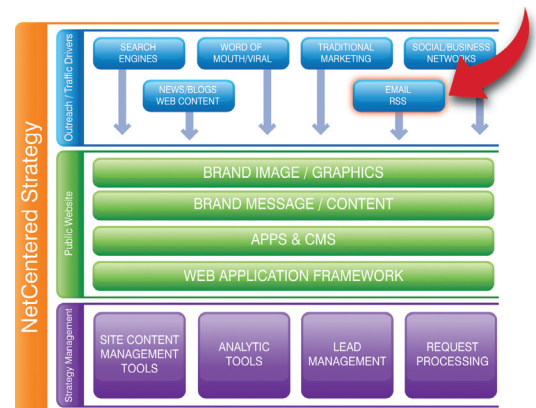 NetCentered Strategy
Outreach / Traffic Drivers
SEARCH
ENGINES
WORD OF
MOUTH/VIRAL
TRADITIONAL
MARKETING
SOCIAL/BUSINESS
NETWORKS
NEWS/BLOGS
WEB CONTENT
EMAIL
RSS
Public Website
BRAND IMAGE / GRAPHICS
BRAND MESSAGE / CONTENT
APPS & CMS
WEB APPLICATION FRAMEWORK
Strategy Management
SITE CONTENT
MANAGEMENT
TOOLS
ANALYTIC
TOOLS
LEAD
MANAGEMENT
REQUEST
PROCESSING